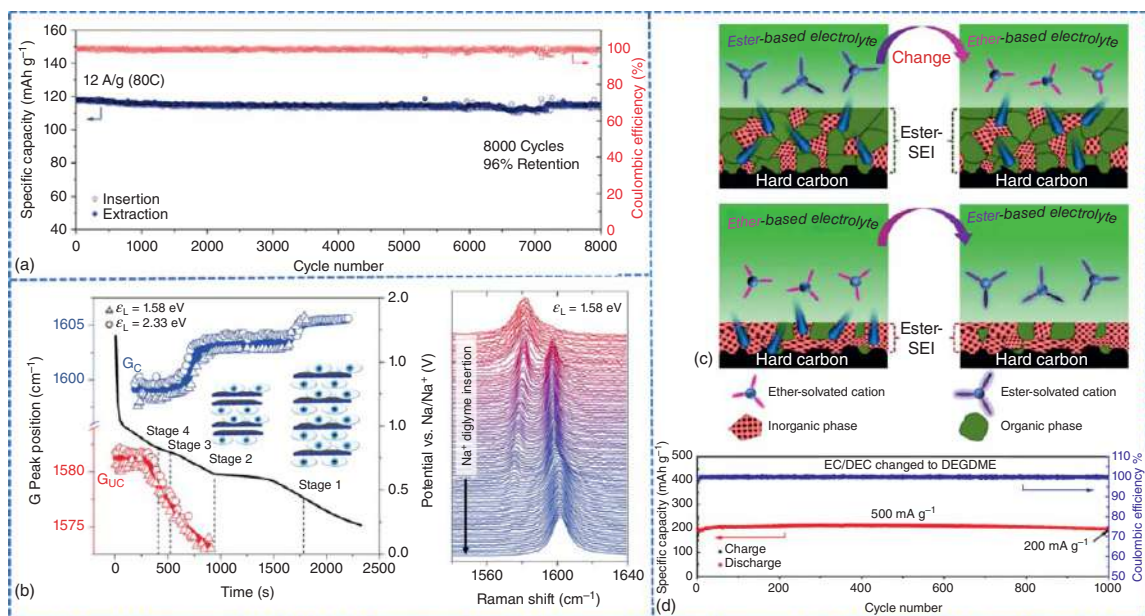 160
140
120
100
80
60
40
Specific capacity (mAh g⁻¹)
12 A/g (80C)
8000 Cycles
96% Retention
Insertion
Extraction
100
80
60
40
20
0
Coulombic efficiency (%)
0 1000 2000 3000 4000 5000 6000 7000 8000
Cycle number
(a)
εL = 1.58 eV
εL = 2.33 eV
1605
1600
1580
1575
G Peak position (cm⁻¹)
GC
GUC
Stage 4
Stage 3
Stage 2
Stage 1
2.0
1.0
1.0
0.5
0.0
Potential vs. Na/Na⁺ (V)
0 500 1000 1500 2000 2500
Time (s)
εL = 1.58 eV
Na⁺ diglyme insertion
1560 1600 1640
Raman shift (cm⁻¹)
(b)
Ester-based electrolyte
Change
Ether-based electrolyte
Ester-
SEI
Hard carbon
Hard carbon
Ether-based electrolyte
Ester-based electrolyte
Ester-
SEI
Hard carbon
Hard carbon
(c)
Ether-solvated cation
Ester-solvated cation
Inorganic phase
Organic phase
500
400
300
200
100
0
Specific capacity (mAh g⁻¹)
EC/DEC changed to DEGDME
500 mA g⁻¹
200 mA g⁻¹
Charge
Discharge
110
100
90
80
70
60
50
Coulombic efficiency %
0 200 400 600 800 1000
Cycle number
(d)